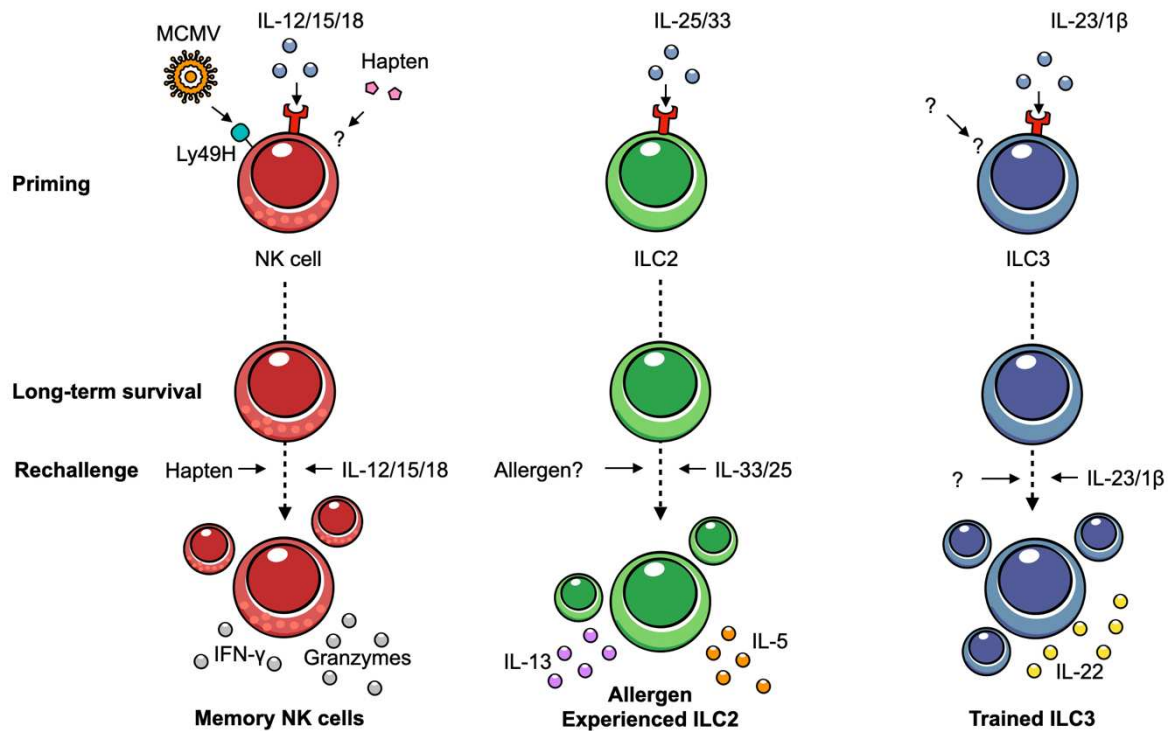 MCMV
IL-12/15/18
Hapten
IL-25/33
IL-23/1β
Ly49H
?
?
?
Priming
NK cell
ILC2
ILC3
Long-term survival
Rechallenge
Hapten
IL-12/15/18
Allergen?
IL-33/25
?
IL-23/1β
IFN-γ
Granzymes
IL-13
IL-5
IL-22
Memory NK cells
Allergen
Experienced ILC2
Trained ILC3